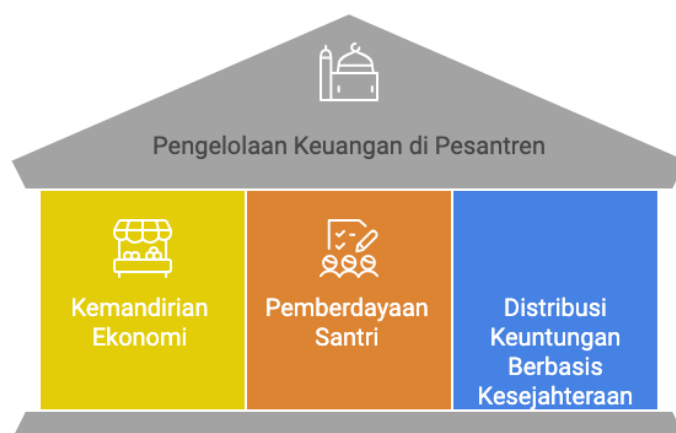 Pengelolaan Keuangan di Pesantren
Kemandirian
Ekonomi
Pemberdayaan
Santri
Distribusi
Keuntungan
Berbasis
Kesejahteraan